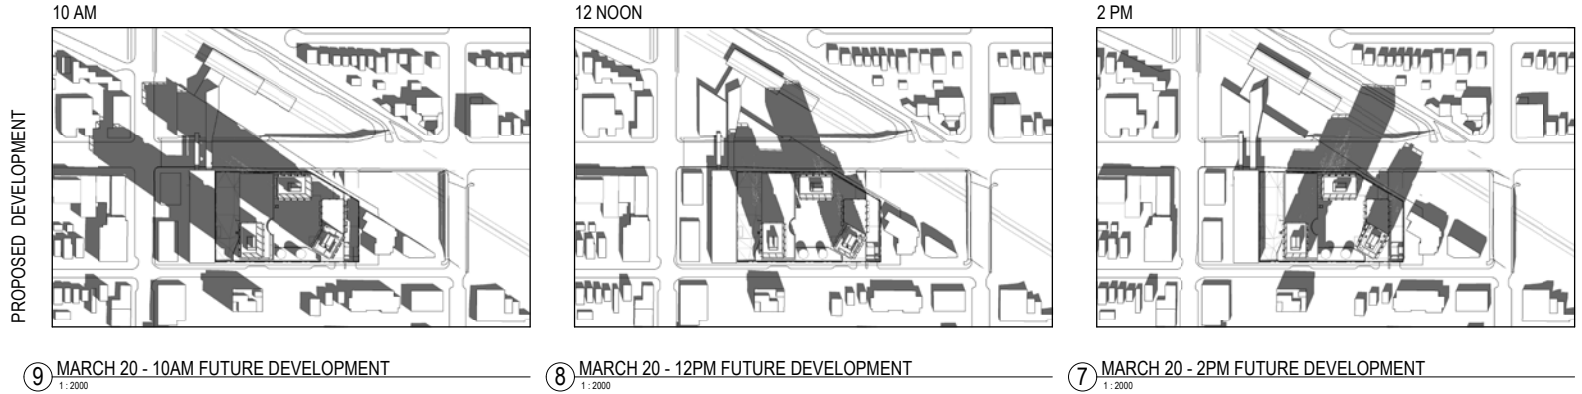 10 AM
12 NOON
2 PM
PROPOSED DEVELOPMENT
9 MARCH 20 - 10AM FUTURE DEVELOPMENT
1 : 2000
8 MARCH 20 - 12PM FUTURE DEVELOPMENT
1 : 2000
7 MARCH 20 - 2PM FUTURE DEVELOPMENT
1 : 2000